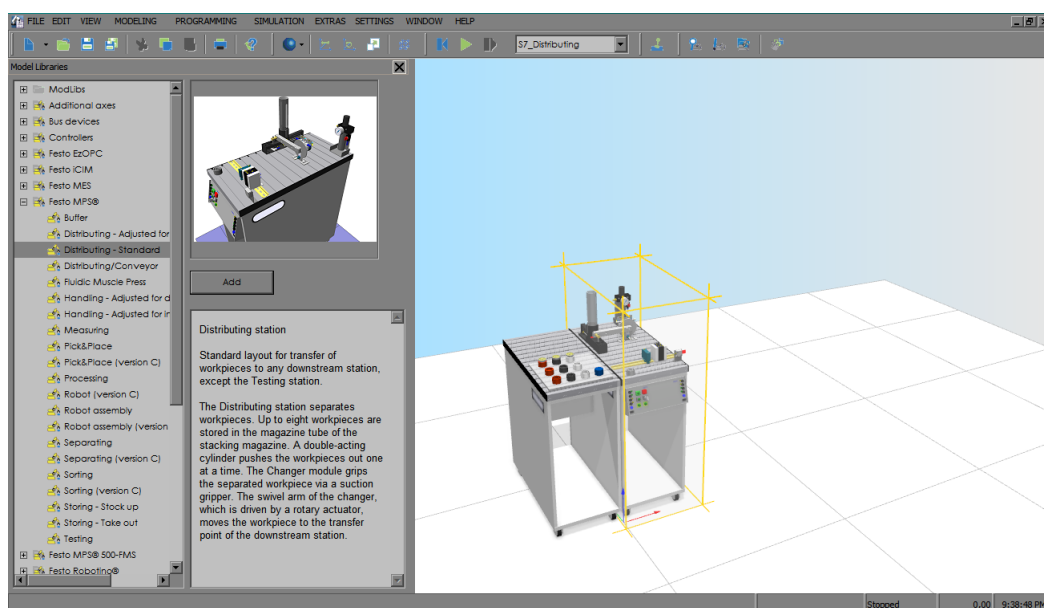 FILE EDIT VIEW MODELING PROGRAMMING SIMULATION EXTRAS SETTINGS WINDOW HELP
S7_Distributing
Model Libraries
ModLibs
Additional axes
Bus devices
Controllers
Festo EzOPC
Festo iCIM
Festo MES
Festo MPS®
Buffer
Distributing - Adjusted for
Distributing - Standard
Distributing/Conveyor
Fluidic Muscle Press
Handling - Adjusted for d
Handling - Adjusted for ir
Measuring
Pick&Place
Pick&Place (version C)
Processing
Robot (version C)
Robot assembly
Robot assembly (version
Separating
Separating (version C)
Sorting
Sorting (version C)
Storing - Stock up
Storing - Take out
Testing
Festo MPS® 500-FMS
Festo Robotino®
Add
Distributing station
Standard layout for transfer of
workpieces to any downstream station,
except the Testing station.
The Distributing station separates
workpieces. Up to eight workpieces are
stored in the magazine tube of the
stacking magazine. A double-acting
cylinder pushes the workpieces out one
at a time. The Changer module grips
the separated workpiece via a suction
gripper. The swivel arm of the changer,
which is driven by a rotary actuator,
moves the workpiece to the transfer
point of the downstream station.
Stopped 0.00 9:38:48 PM